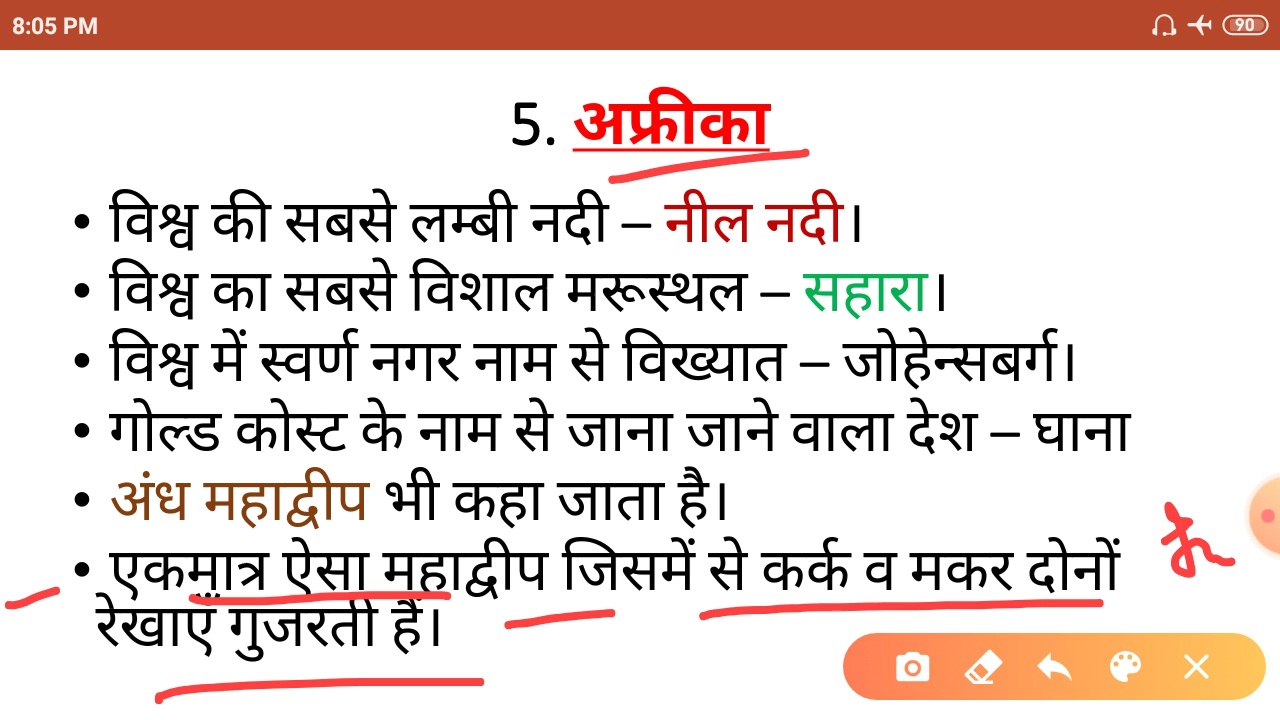 8:05 PM
90
5. अफ्रीका
• विश्व की सबसे लम्बी नदी – नील नदी।
• विश्व का सबसे विशाल मरूस्थल – सहारा।
• विश्व में स्वर्ण नगर नाम से विख्यात – जोहेन्सबर्ग।
• गोल्ड कोस्ट के नाम से जाना जाने वाला देश – घाना
• अंध महाद्वीप भी कहा जाता है।
• एकमात्र ऐसा महाद्वीप जिसमें से कर्क व मकर दोनों
रेखाएँ गुजरती हैं।